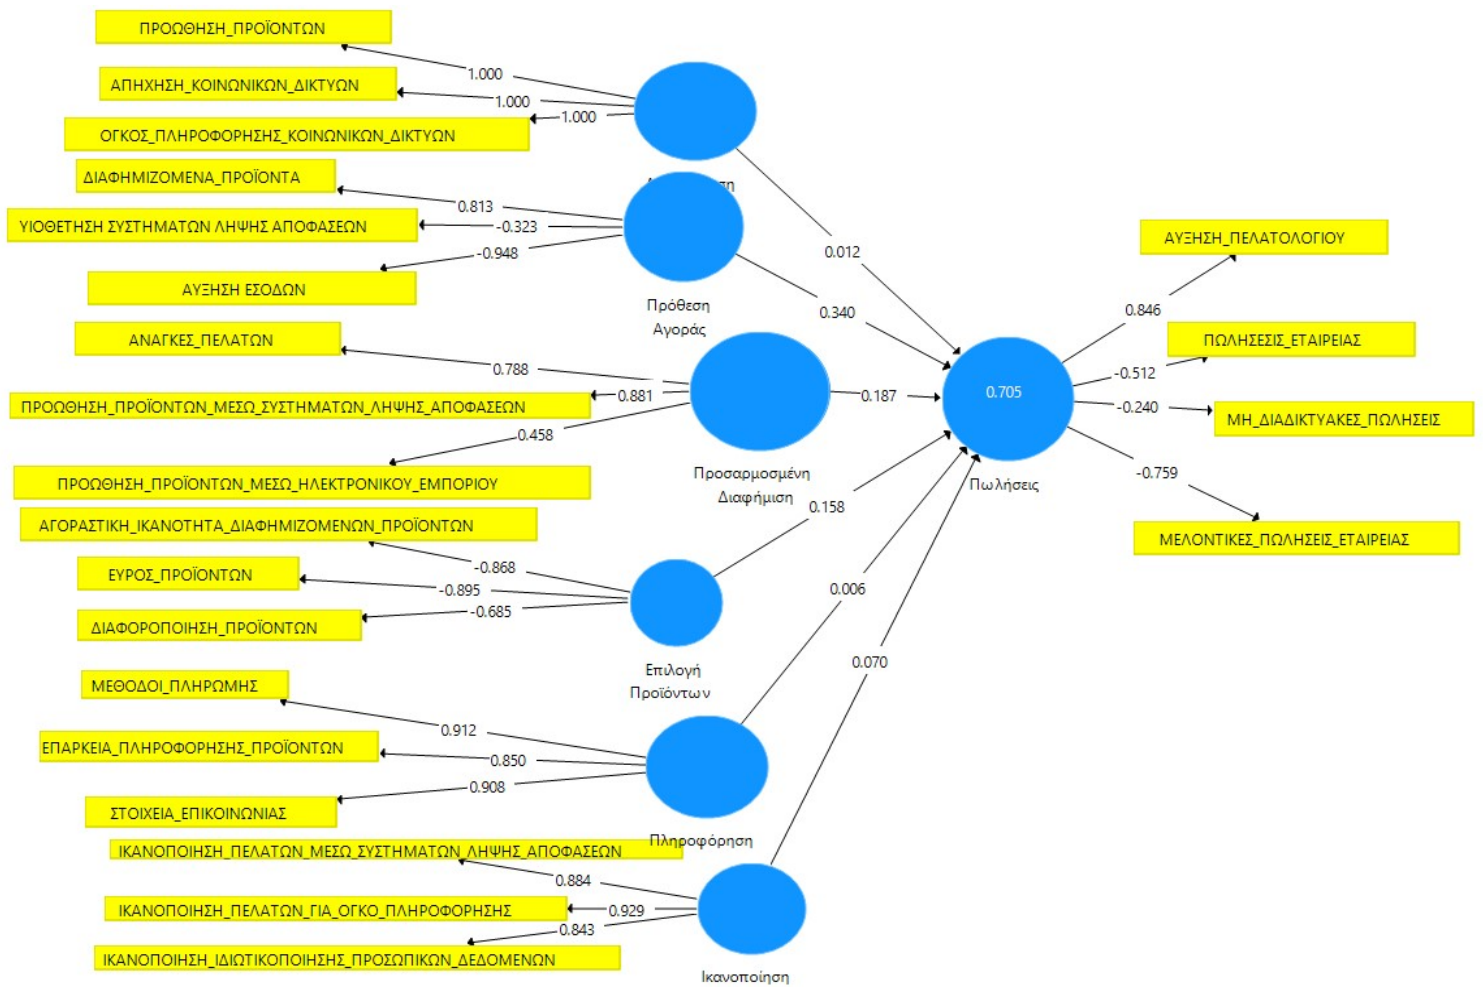 ΠΡΟΩΘΗΣΗ_ΠΡΟΪΟΝΤΩΝ
1.000
ΑΠΗΧΗΣΗ_ΚΟΙΝΩΝΙΚΩΝ_ΔΙΚΤΥΩΝ
1.000
1.000
ΟΓΚΟΣ_ΠΛΗΡΟΦΟΡΗΣΗΣ_ΚΟΙΝΩΝΙΚΩΝ_ΔΙΚΤΥΩΝ
ΔΙΑΦΗΜΙΖΟΜΕΝΑ_ΠΡΟΪΟΝΤΑ
0.813
ΥΙΟΘΕΤΗΣΗ ΣΥΣΤΗΜΑΤΩΝ ΛΗΨΗΣ ΑΠΟΦΑΣΕΩΝ
-0.323
-0.948
ΑΥΞΗΣΗ ΕΣΟΔΩΝ
Πρόθεση
Αγοράς
0.012
0.340
ΑΝΑΓΚΕΣ_ΠΕΛΑΤΩΝ
0.788
ΠΡΟΩΘΗΣΗ_ΠΡΟΪΟΝΤΩΝ_ΜΕΣΩ_ΣΥΣΤΗΜΑΤΩΝ_ΛΗΨΗΣ_ΑΠΟΦΑΣΕΩΝ
0.881
0.458
ΠΡΟΩΘΗΣΗ_ΠΡΟΪΟΝΤΩΝ_ΜΕΣΩ_ΗΛΕΚΤΡΟΝΙΚΟΥ_ΕΜΠΟΡΙΟΥ
Προσαρμοσμένη
Διαφήμιση
0.187
0.705
Πωλήσεις
ΑΥΞΗΣΗ_ΠΕΛΑΤΟΛΟΓΙΟΥ
0.846
ΠΩΛΗΣΕΣΙΣ_ΕΤΑΙΡΕΙΑΣ
-0.512
-0.240
ΜΗ_ΔΙΑΔΙΚΤΥΑΚΕΣ_ΠΩΛΗΣΕΙΣ
-0.759
ΜΕΛΟΝΤΙΚΕΣ_ΠΩΛΗΣΕΙΣ_ΕΤΑΙΡΕΙΑΣ
ΑΓΟΡΑΣΤΙΚΗ_ΙΚΑΝΟΤΗΤΑ_ΔΙΑΦΗΜΙΖΟΜΕΝΩΝ_ΠΡΟΪΟΝΤΩΝ
-0.868
ΕΥΡΟΣ_ΠΡΟΪΟΝΤΩΝ
-0.895
-0.685
ΔΙΑΦΟΡΟΠΟΙΗΣΗ_ΠΡΟΪΟΝΤΩΝ
Επιλογή
Προϊόντων
0.158
0.006
0.070
ΜΕΘΟΔΟΙ_ΠΛΗΡΩΜΗΣ
0.912
ΕΠΑΡΚΕΙΑ_ΠΛΗΡΟΦΟΡΗΣΗΣ_ΠΡΟΪΟΝΤΩΝ
0.850
0.908
ΣΤΟΙΧΕΙΑ_ΕΠΙΚΟΙΝΩΝΙΑΣ
Πληροφόρηση
ΙΚΑΝΟΠΟΙΗΣΗ_ΠΕΛΑΤΩΝ_ΜΕΣΩ_ΣΥΣΤΗΜΑΤΩΝ_ΛΗΨΗΣ_ΑΠΟΦΑΣΕΩΝ
0.884
ΙΚΑΝΟΠΟΙΗΣΗ_ΠΕΛΑΤΩΝ_ΓΙΑ_ΟΓΚΟ_ΠΛΗΡΟΦΟΡΗΣΗΣ
0.929
0.843
ΙΚΑΝΟΠΟΙΗΣΗ_ΙΔΙΩΤΙΚΟΠΟΙΗΣΗΣ_ΠΡΟΣΩΠΙΚΩΝ_ΔΕΔΟΜΕΝΩΝ
Ικανοποίηση